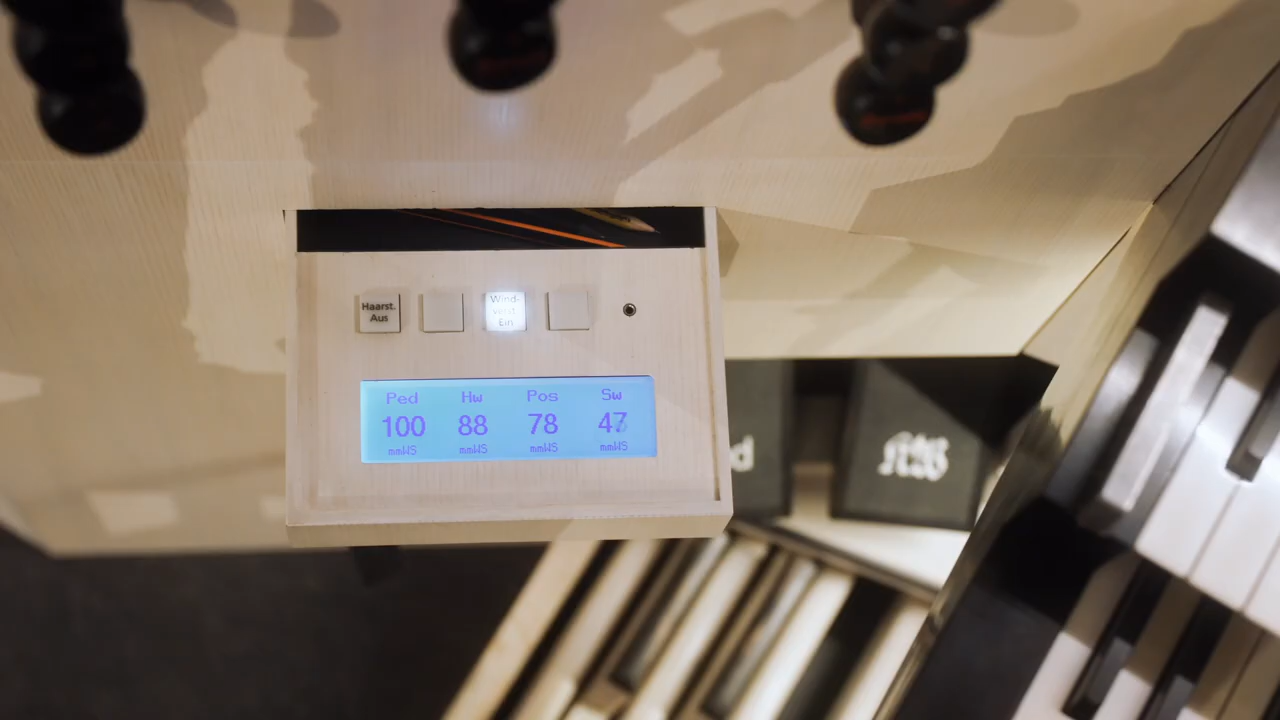 Haarst.
Aus
Wind-
verst
Ein
Ped Hw Pos Sw
100 88 78 47
mmWS mmWS mmWS mmWS
d